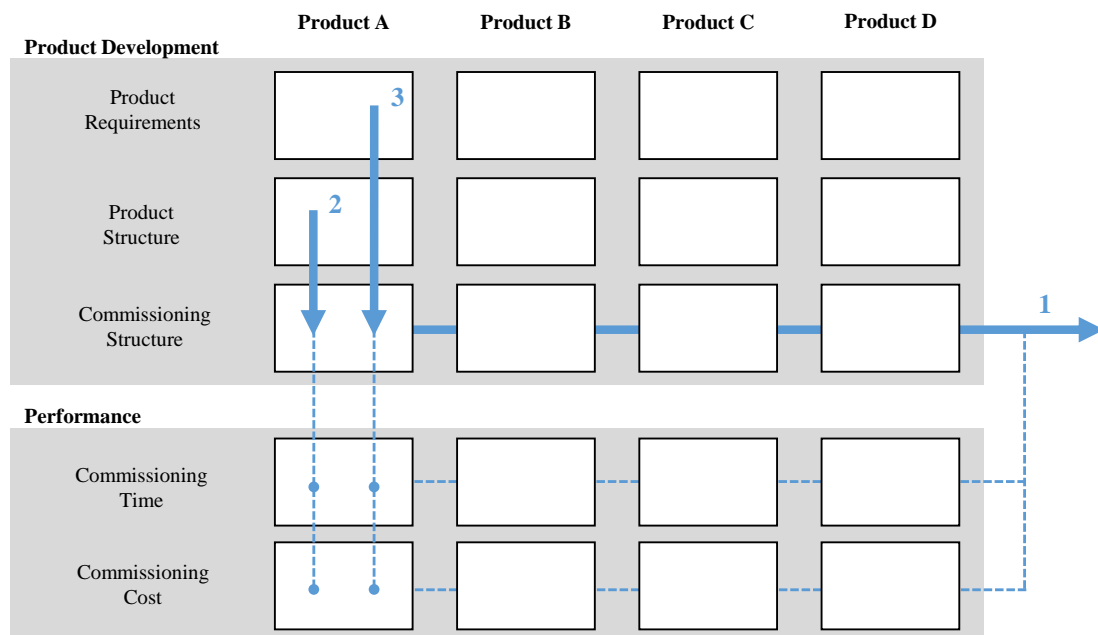 Product A Product B Product C Product D
Product Development
Product
Requirements
3
Product
Structure
2
Commissioning
Structure
1
Performance
Commissioning
Time
Commissioning
Cost